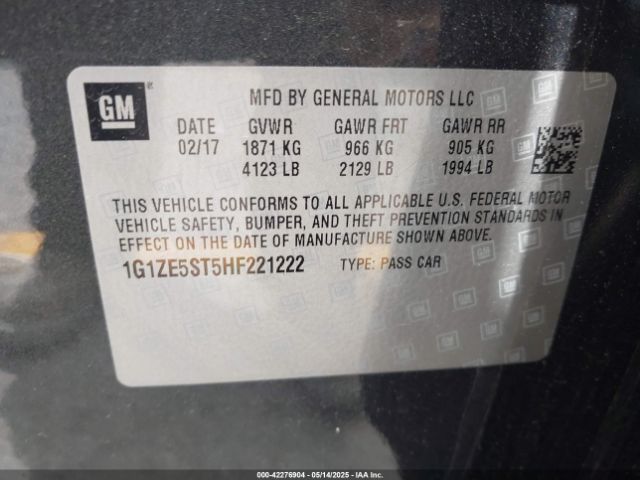 GM
MFD BY GENERAL MOTORS LLC
DATE GVWR GAWR FRT GAWR RR
02/17 1871 KG 966 KG 905 KG
4123 LB 2129 LB 1994 LB
THIS VEHICLE CONFORMS TO ALL APPLICABLE U.S. FEDERAL MOTOR
VEHICLE SAFETY, BUMPER, AND THEFT PREVENTION STANDARDS IN
EFFECT ON THE DATE OF MANUFACTURE SHOWN ABOVE.
1G1ZE5ST5HF221222 TYPE: PASS CAR
000-42276904 - 05/14/2025 - IAAI.COM